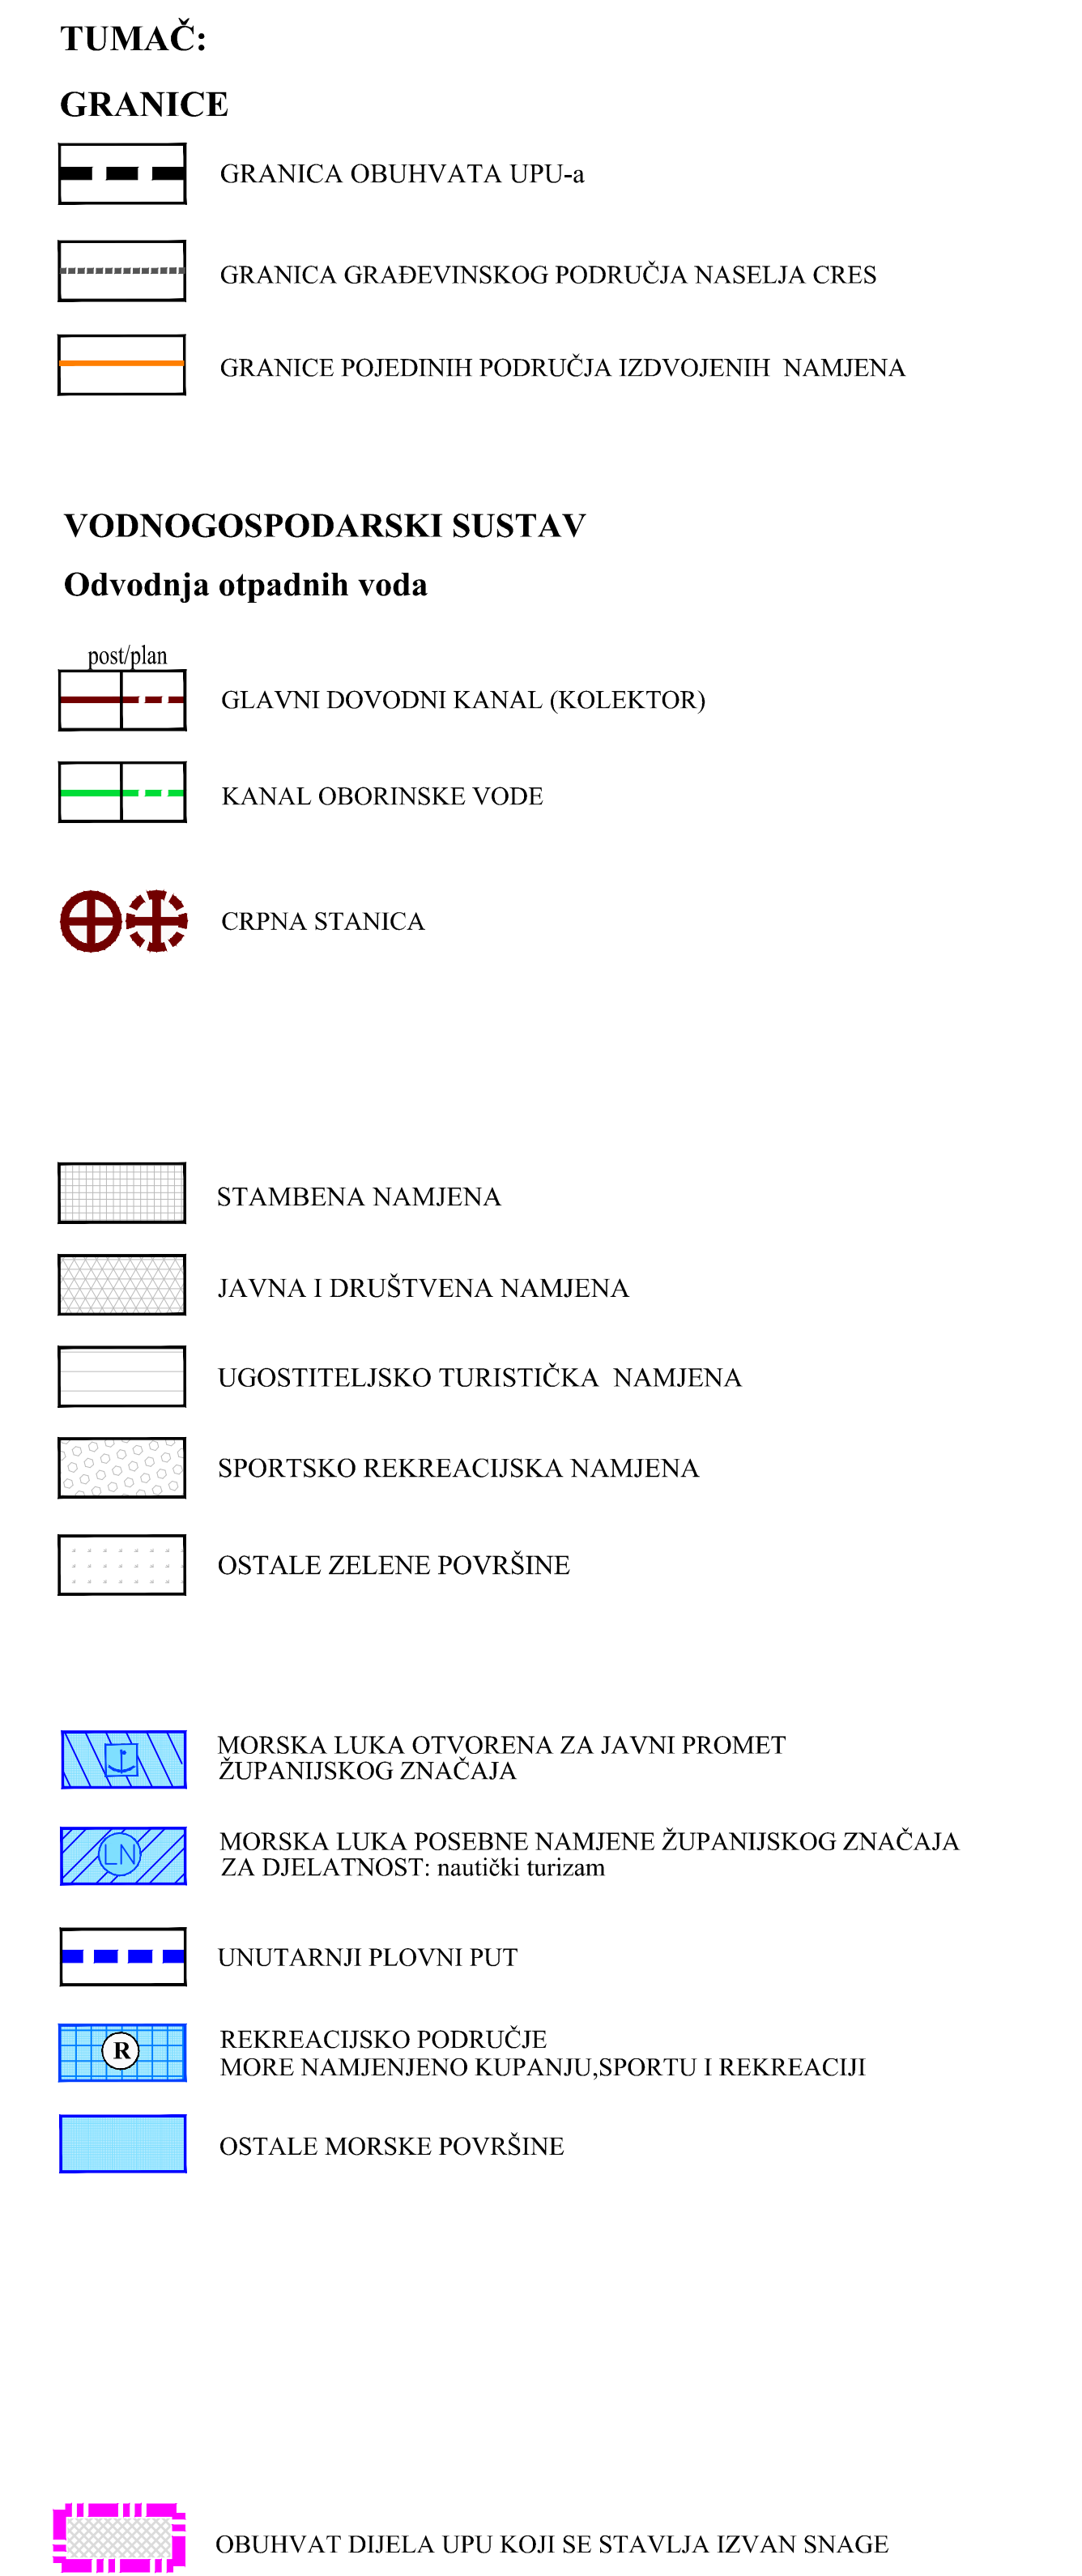 TUMAČ:
GRANICE
GRANICA OBUHVATA UPU-a
GRANICA GRAĐEVINSKOG PODRUČJA NASELJA CRES
GRANICE POJEDINIH PODRUČJA IZDVOJENIH NAMJENA
VODNOGOSPODARSKI SUSTAV
Odvodnja otpadnih voda
post/plan
GLAVNI DOVODNI KANAL (KOLEKTOR)
KANAL OBORINSKE VODE
CRPNA STANICA
STAMBENA NAMJENA
JAVNA I DRUŠTVENA NAMJENA
UGOSTITELJSKO TURISTIČKA NAMJENA
SPORTSKO REKREACIJSKA NAMJENA
OSTALE ZELENE POVRŠINE
MORSKA LUKA OTVORENA ZA JAVNI PROMET
ŽUPANIJSKOG ZNAČAJA
LN
MORSKA LUKA POSEBNE NAMJENE ŽUPANIJSKOG ZNAČAJA
ZA DJELATNOST: nautički turizam
UNUTARNJI PLOVNI PUT
R
REKREACIJSKO PODRUČJE
MORE NAMJENJENO KUPANJU,SPORTU I REKREACIJI
OSTALE MORSKE POVRŠINE
OBUHVAT DIJELA UPU KOJI SE STAVLJA IZVAN SNAGE